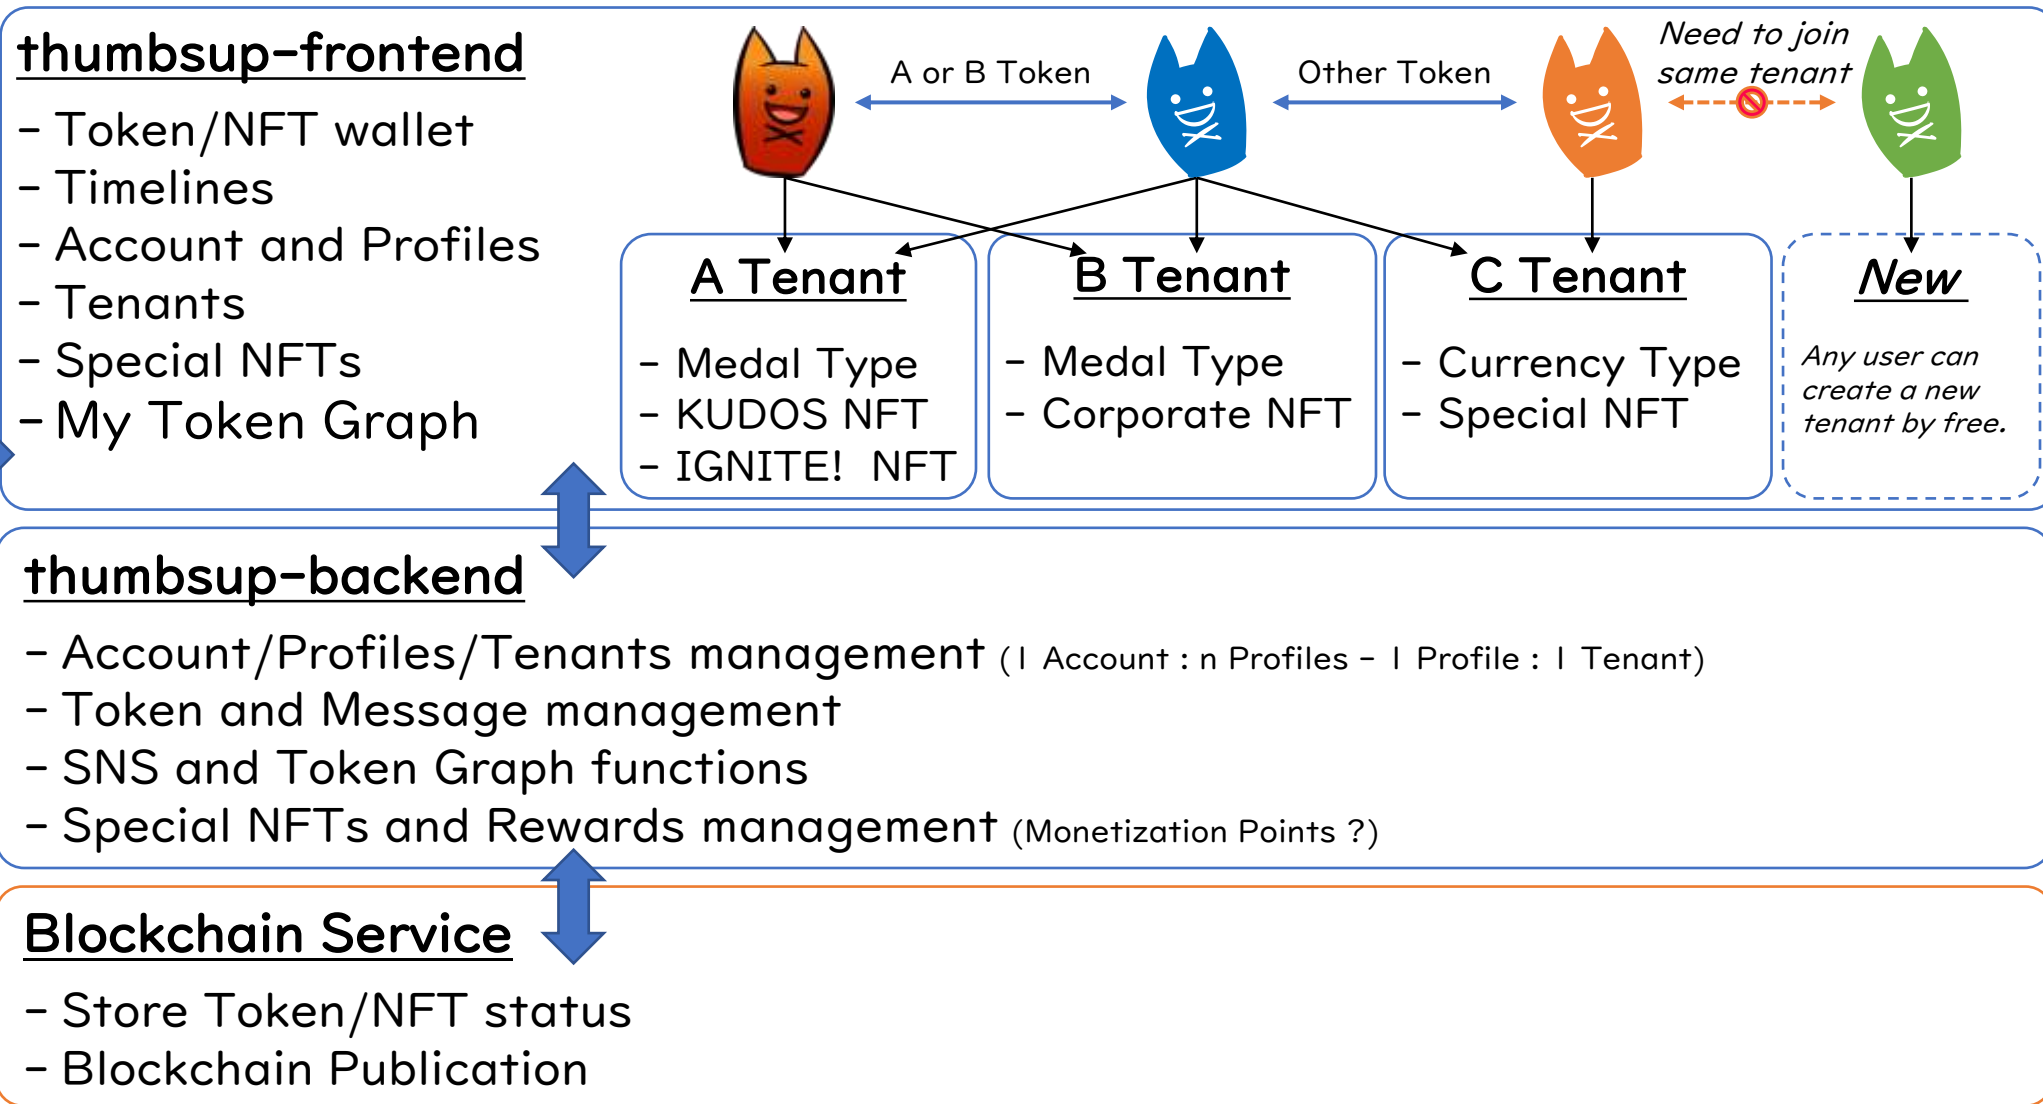 thumbsup-frontend
- Token/NFT wallet
- Timelines
- Account and Profiles
- Tenants
- Special NFTs
- My Token Graph
A or B Token
Other Token
Need to join
same tenant
A Tenant
- Medal Type
- KUDOS NFT
- IGNITE! NFT
B Tenant
- Medal Type
- Corporate NFT
C Tenant
- Currency Type
- Special NFT
New
Any user can
create a new
tenant by free.
thumbsup-backend
- Account/Profiles/Tenants management (1 Account : n Profiles - 1 Profile : 1 Tenant)
- Token and Message management
- SNS and Token Graph functions
- Special NFTs and Rewards management (Monetization Points ?)
Blockchain Service
- Store Token/NFT status
- Blockchain Publication